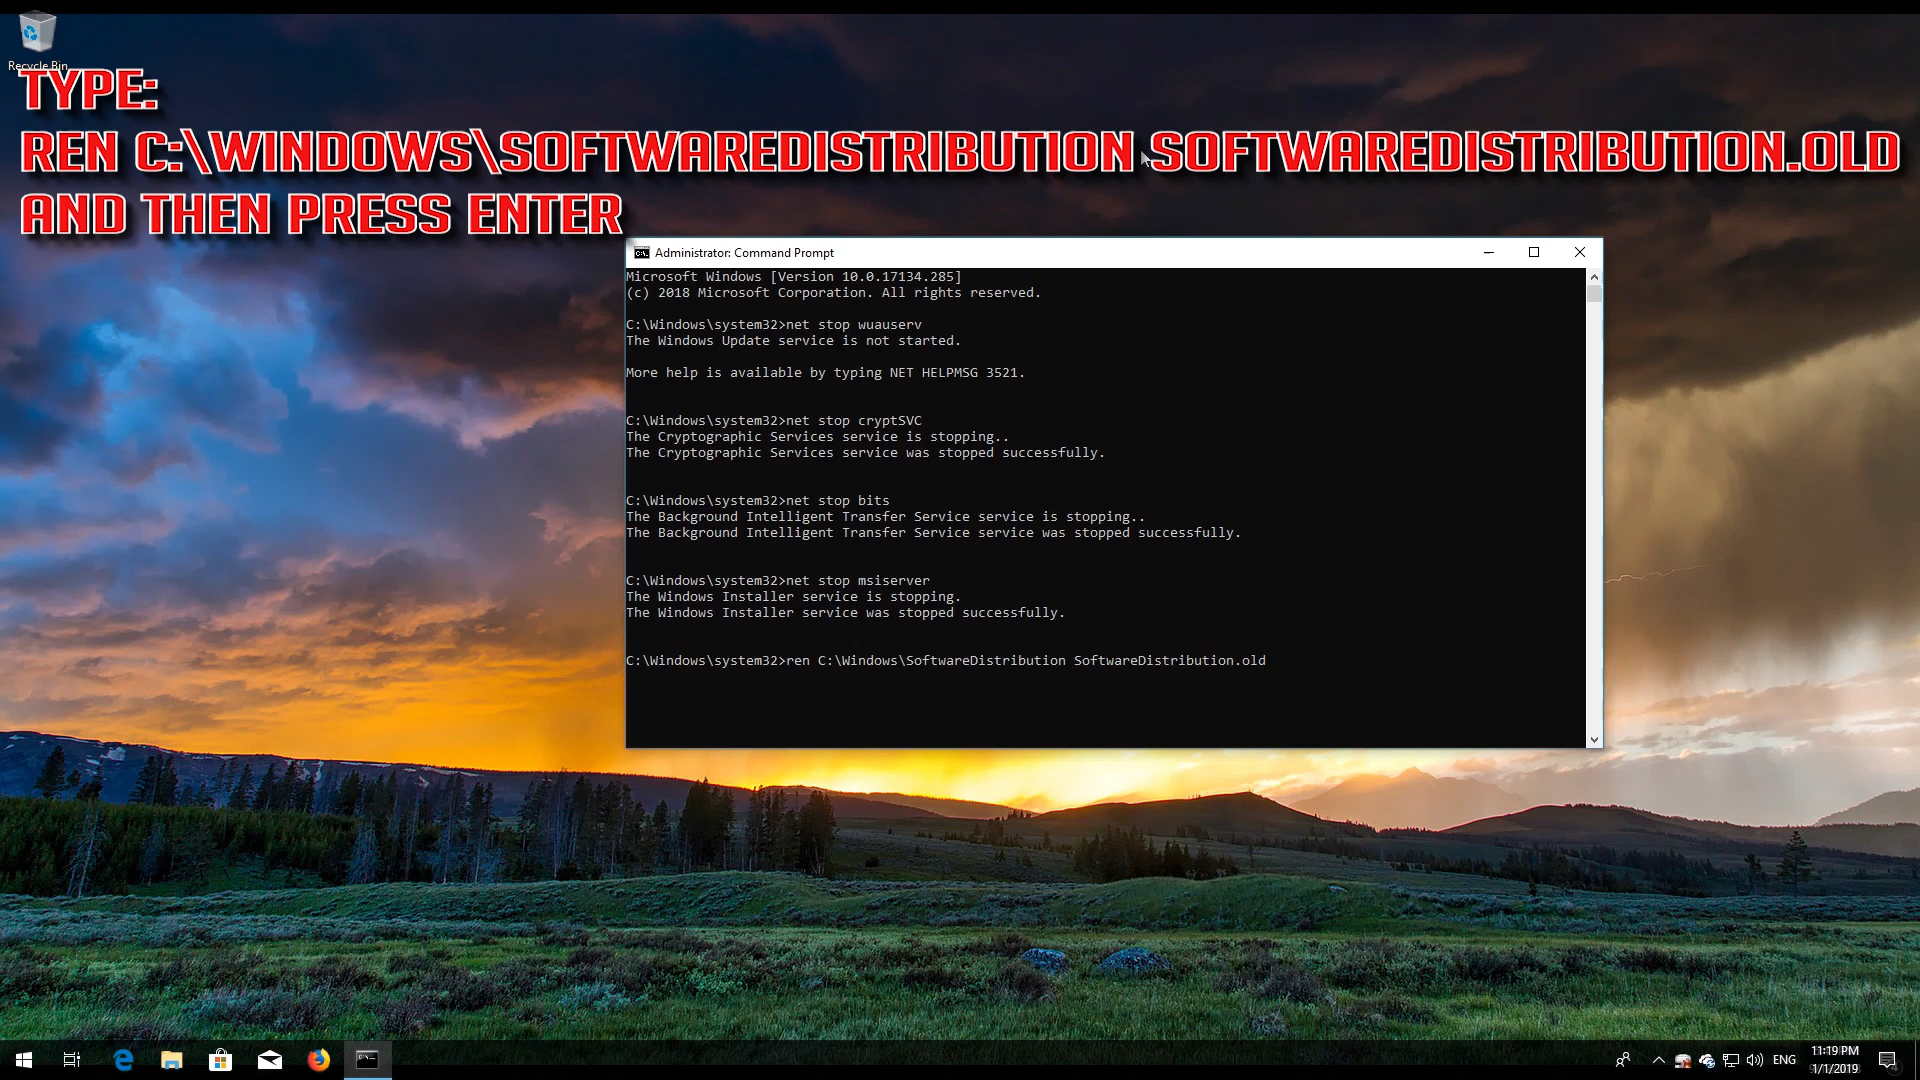 Recycle Bin
TYPE:
REN C:\WINDOWS\SOFTWAREDISTRIBUTION SOFTWAREDISTRIBUTION.OLD
AND THEN PRESS ENTER
Administrator: Command Prompt
Microsoft Windows [Version 10.0.17134.285]
(c) 2018 Microsoft Corporation. All rights reserved.
C:\Windows\system32>net stop wuauserv
The Windows Update service is not started.
More help is available by typing NET HELPMSG 3521.
C:\Windows\system32>net stop cryptSVC
The Cryptographic Services service is stopping..
The Cryptographic Services service was stopped successfully.
C:\Windows\system32>net stop bits
The Background Intelligent Transfer Service service is stopping..
The Background Intelligent Transfer Service service was stopped successfully.
C:\Windows\system32>net stop msiserver
The Windows Installer service is stopping.
The Windows Installer service was stopped successfully.
C:\Windows\system32>ren C:\Windows\SoftwareDistribution SoftwareDistribution.old
ENG
11:19 PM
1/1/2019